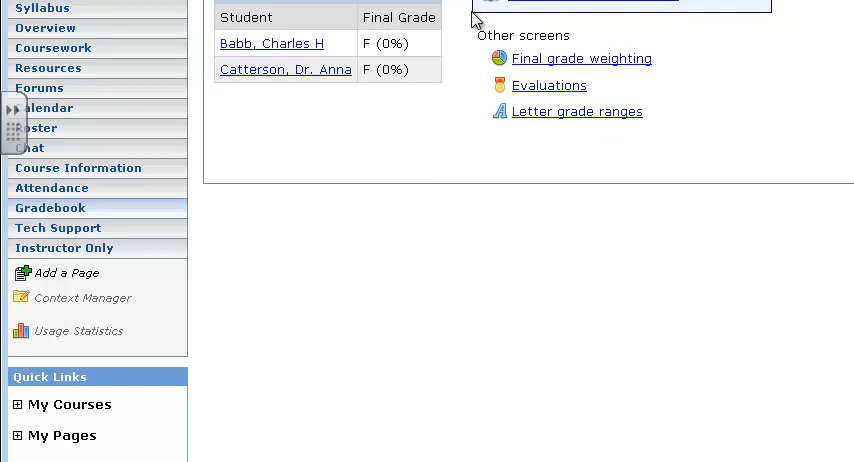 Syllabus
Overview
Coursework
Resources
Forums
alendar
oster
hat
Course Information
Attendance
Gradebook
Tech Support
Instructor Only
Add a Page
Context Manager
Usage Statistics
Quick Links
My Courses
My Pages
Student Final Grade
Babb, Charles H F (0%)
Catterson, Dr. Anna F (0%)
Other screens
Final grade weighting
Evaluations
Letter grade ranges